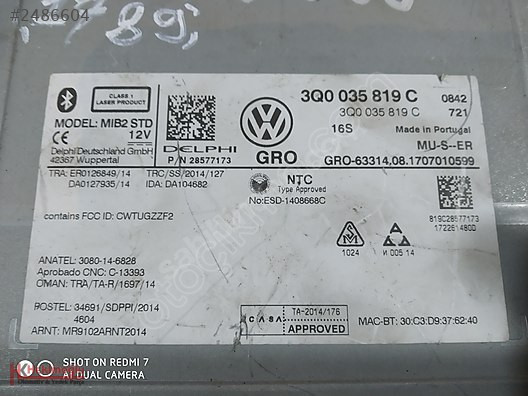 #2486604
789
CLASS 1
LASER PRODUCT
MODEL: MIB2 STD
12V
Delphi Deutschland GmbH
42367 Wuppertal
DELPHI
P/N 28577173
GRO
3Q0 035 819 C 0842
3Q0 035 819 C 721
16S Made in Portugal
MU-S--ER
GRO-63314.08.1707010599
TRA: ER0126849/14
DA0127935/14
TRC/SS/2014/127
IDA: DA104682
NTC
Type Approved
No:ESD-1408668C
contains FCC ID: CWTUGZZF2
819C28577173
1722614800
1024
И 005 14
ANATEL: 3080-14-6828
Aprobado CNC: C-13393
OMAN: TRA/TA-R/1697/14
POSTEL: 34691/SDPPI/2014
4604
ARNT: MR9102ARNT2014
ICASA
TA-2014/176
APPROVED
MAC-BT: 30:C3:D9:37:62:40
SHOT ON REDMI 7
AI DUAL CAMERA